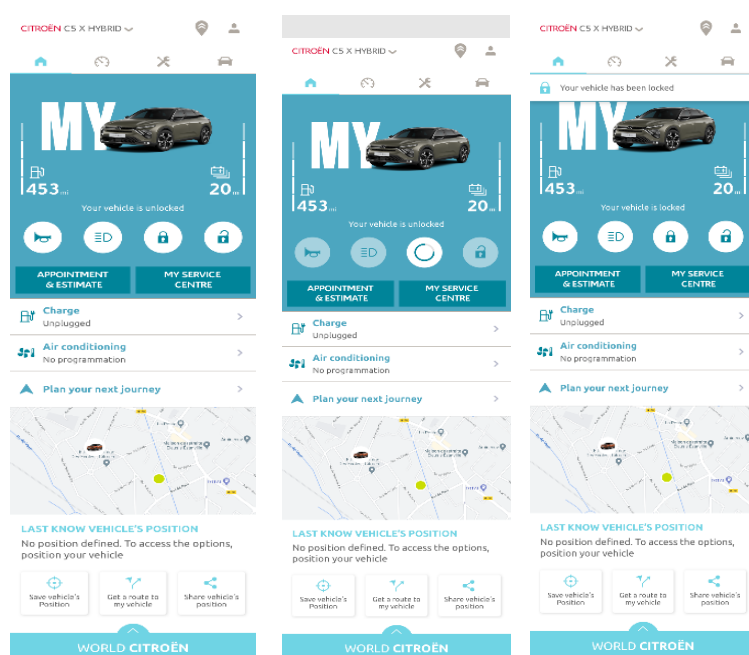 CITROËN C5 X HYBRID
MY
453 mi
20 mi
Your vehicle is unlocked
APPOINTMENT
& ESTIMATE
MY SERVICE
CENTRE
Charge
Unplugged
Air conditioning
No programmation
Plan your next journey
LAST KNOW VEHICLE'S POSITION
No position defined. To access the options,
position your vehicle
Save vehicle's
Position
Get a route to
my vehicle
Share vehicle's
position
WORLD CITROËN
CITROËN C5 X HYBRID
MY
453 mi
20
Your vehicle is unlocked
APPOINTMENT
& ESTIMATE
MY SERVICE
CENTRE
Charge
Unplugged
Air conditioning
No programmation
Plan your next journey
LAST KNOW VEHICLE'S POSITION
No position defined. To access the options,
position your vehicle
Save vehicle's
Position
Get a route to
my vehicle
Share vehicle's
position
WORLD CITROËN
CITROËN C5 X HYBRID
Your vehicle has been locked
MY
453
20
Your vehicle is locked
APPOINTMENT
& ESTIMATE
MY SERVICE
CENTRE
Charge
Unplugged
Air conditioning
No programmation
Plan your next journey
LAST KNOW VEHICLE'S POSITION
No position defined. To access the options,
position your vehicle
Save vehicle's
Position
Get a route to
my vehicle
Share vehicle's
position
WORLD CITROËN